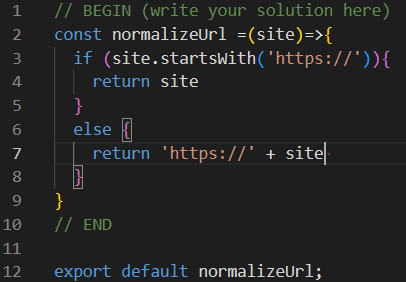 1 // BEGIN (write your solution here)
2 const normalizeUrl =(site)=>{
3   if (site.startsWith('https://')){
4     return site
5   }
6   else {
7     return 'https://' + site
8   }
9 }
10 // END
11
12 export default normalizeUrl;